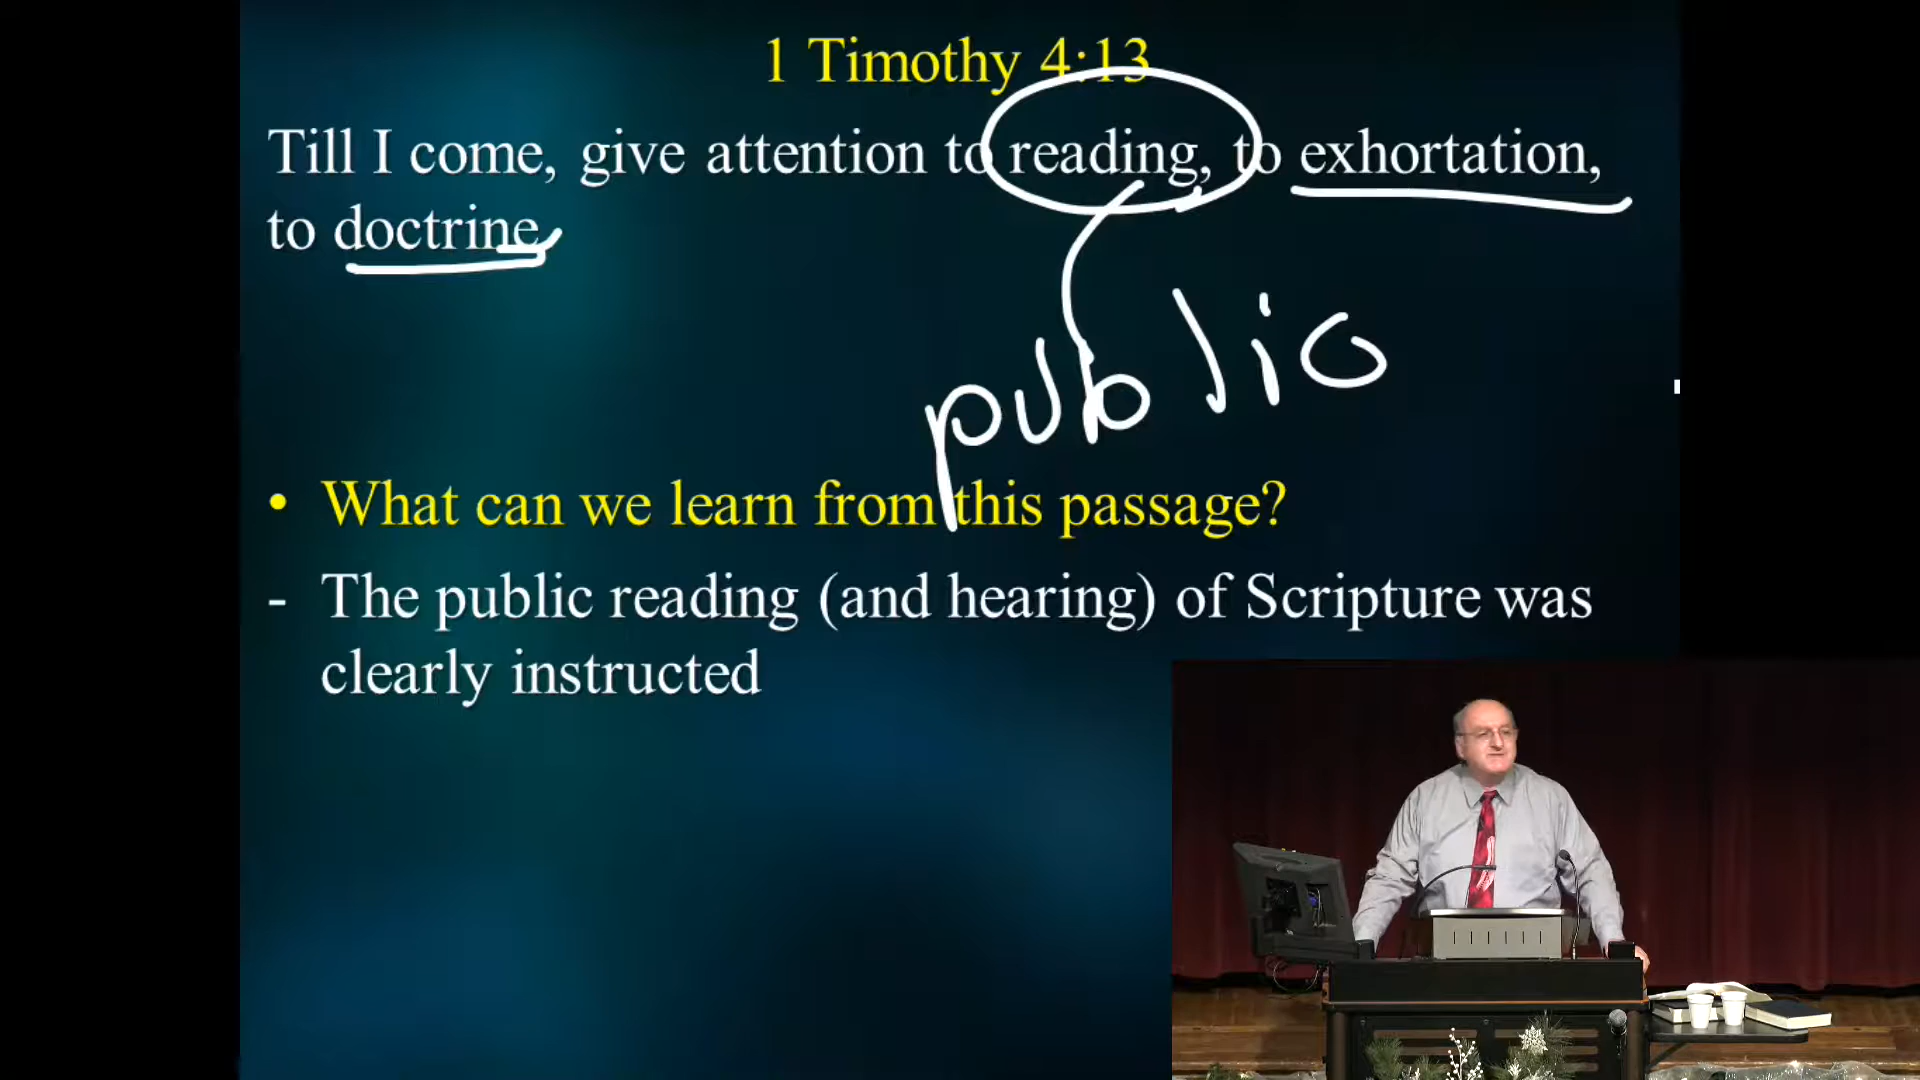 1 Timothy 4:13
Till I come, give attention to reading, to exhortation,
to doctrine.
public
• What can we learn from this passage?
- The public reading (and hearing) of Scripture was
clearly instructed